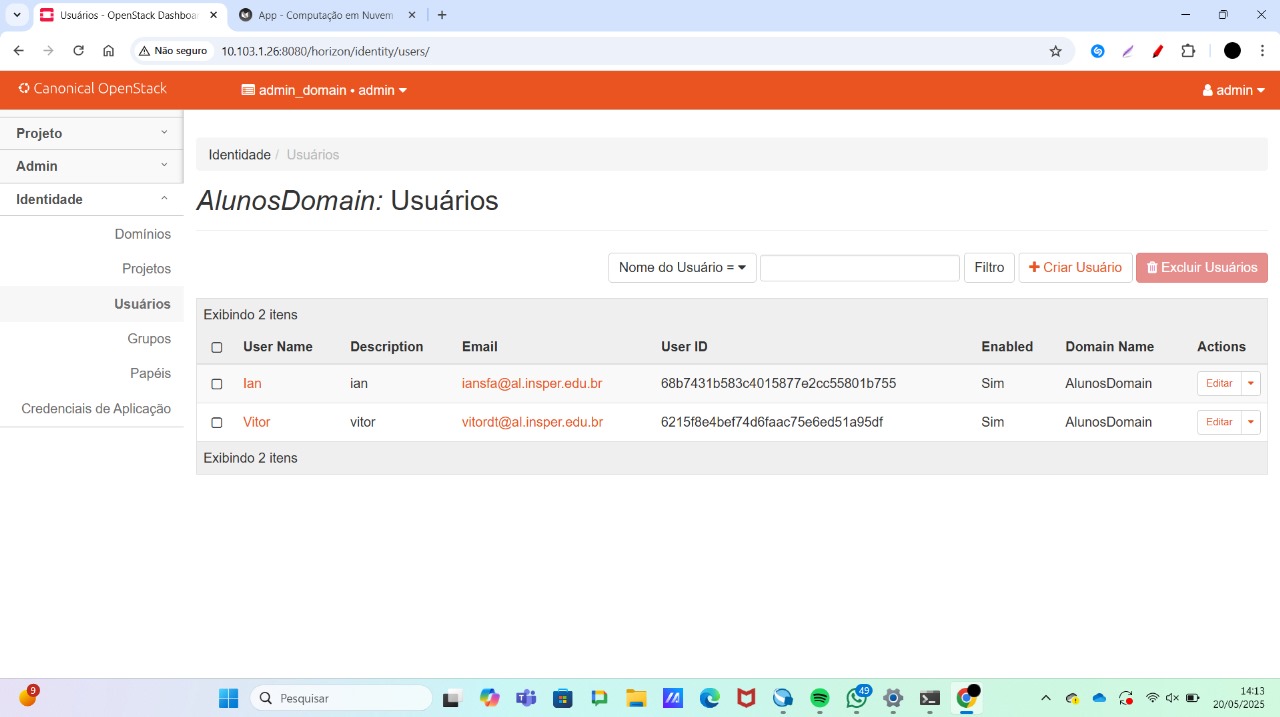 Usuários - OpenStack Dashboar
App - Computação em Nuvem
Não seguro
10.103.1.26:8080/horizon/identity/users/
Canonical OpenStack
admin_domain • admin
admin
Projeto
Admin
Identidade
Domínios
Projetos
Usuários
Grupos
Papéis
Credenciais de Aplicação
Identidade / Usuários
AlunosDomain: Usuários
Nome do Usuário =
Filtro
Criar Usuário
Excluir Usuários
Exibindo 2 itens
User Name Description Email User ID Enabled Domain Name Actions
Ian ian iansfa@al.insper.edu.br 68b7431b583c4015877e2cc55801b755 Sim AlunosDomain Editar
Vitor vitor vitordt@al.insper.edu.br 6215f8e4bef74d6faac75e6ed51a95df Sim AlunosDomain Editar
Exibindo 2 itens
9
Pesquisar
49
14:13
20/05/2025